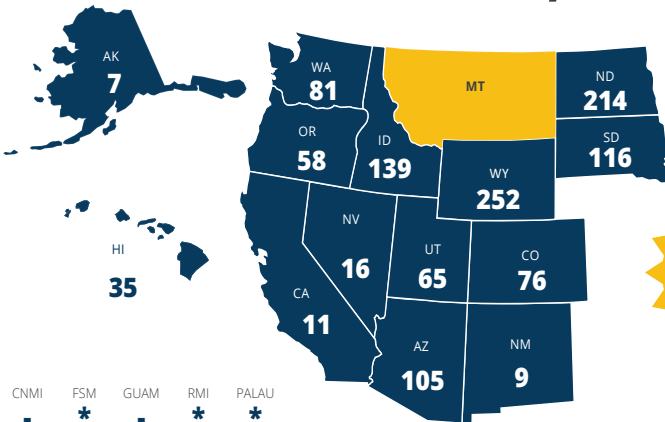 AK
7
WA
81
MT
ND
214
OR
58
ID
139
SD
116
WY
252
HI
35
NV
16
UT
65
CO
76
CA
11
AZ
105
NM
9
CNMI FSM GUAM RMI PALAU
- * - * *